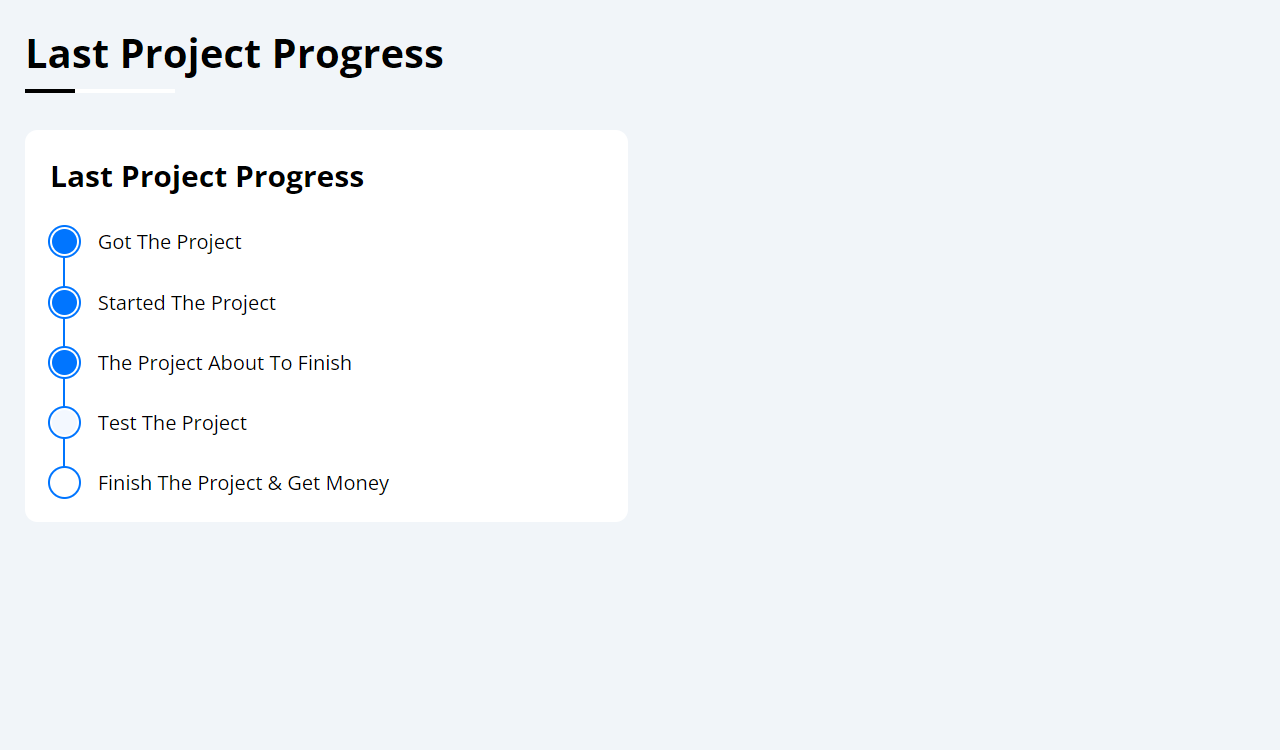 Last Project Progress
Last Project Progress
Got The Project
Started The Project
The Project About To Finish
Test The Project
Finish The Project & Get Money